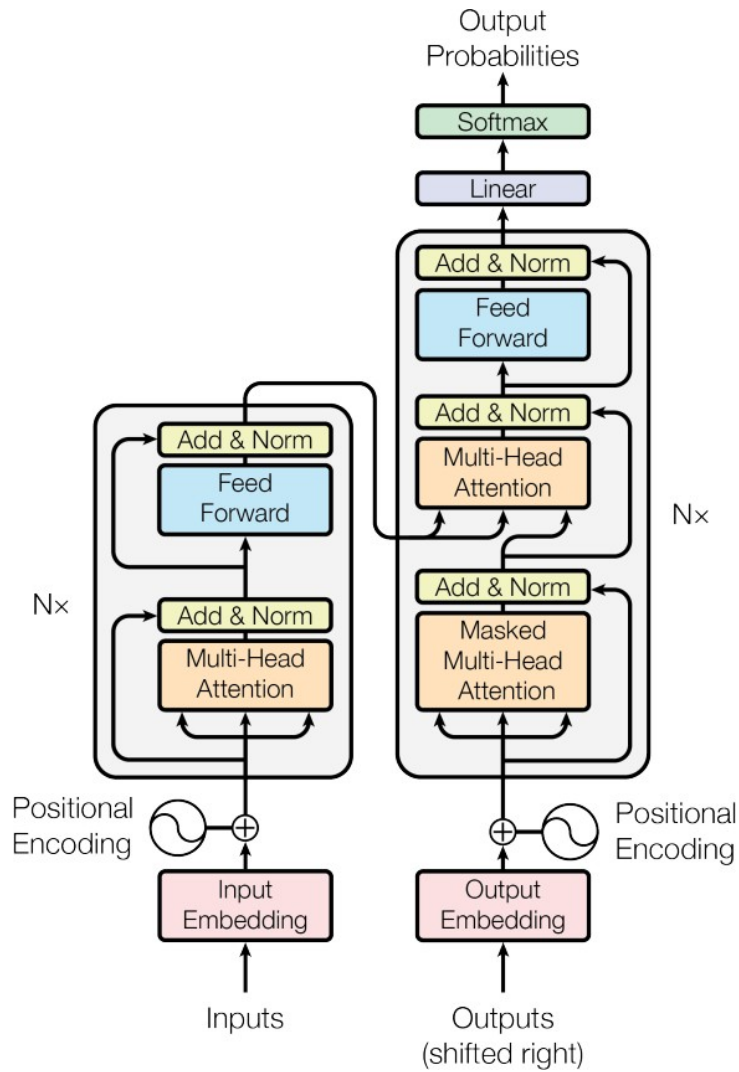 Output
Probabilities
Softmax
Linear
Add & Norm
Feed
Forward
Add & Norm
Multi-Head
Attention
Nx
Add & Norm
Masked
Multi-Head
Attention
Add & Norm
Feed
Forward
Nx
Add & Norm
Multi-Head
Attention
Positional
Encoding
Positional
Encoding
Input
Embedding
Output
Embedding
Inputs
Outputs
(shifted right)